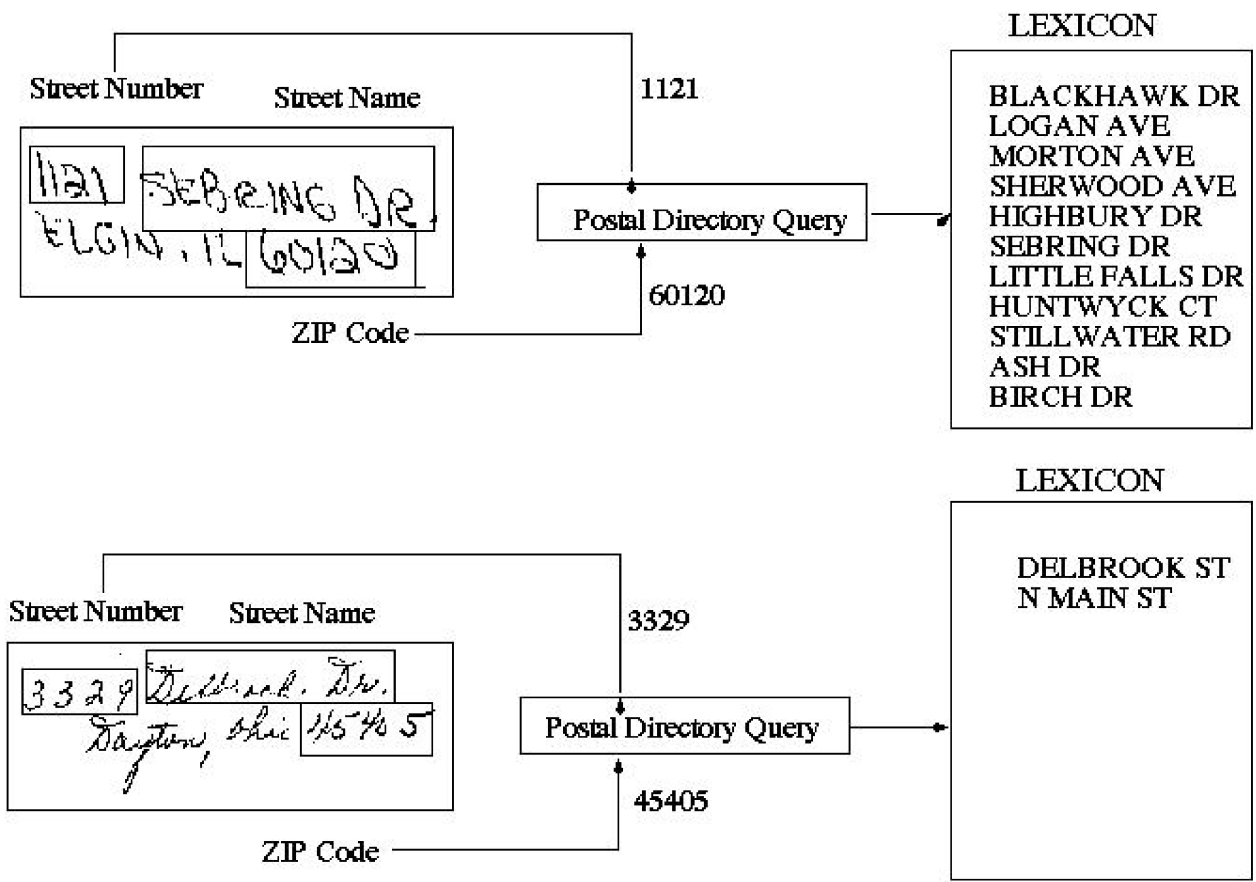 LEXICON
Street Number Street Name
1121
BLACKHAWK DR
LOGAN AVE
MORTON AVE
SHERWOOD AVE
HIGHBURY DR
SEBRING DR
LITTLE FALLS DR
HUNTWYCK CT
STILLWATER RD
ASH DR
BIRCH DR
1121 SEBRING DR.
ELGIN, IL 60120
Postal Directory Query
60120
ZIP Code
LEXICON
DELBROOK ST
N MAIN ST
Street Number Street Name
3329
3329 Delbrook Dr.
Dayton, Ohio 45405
Postal Directory Query
45405
ZIP Code